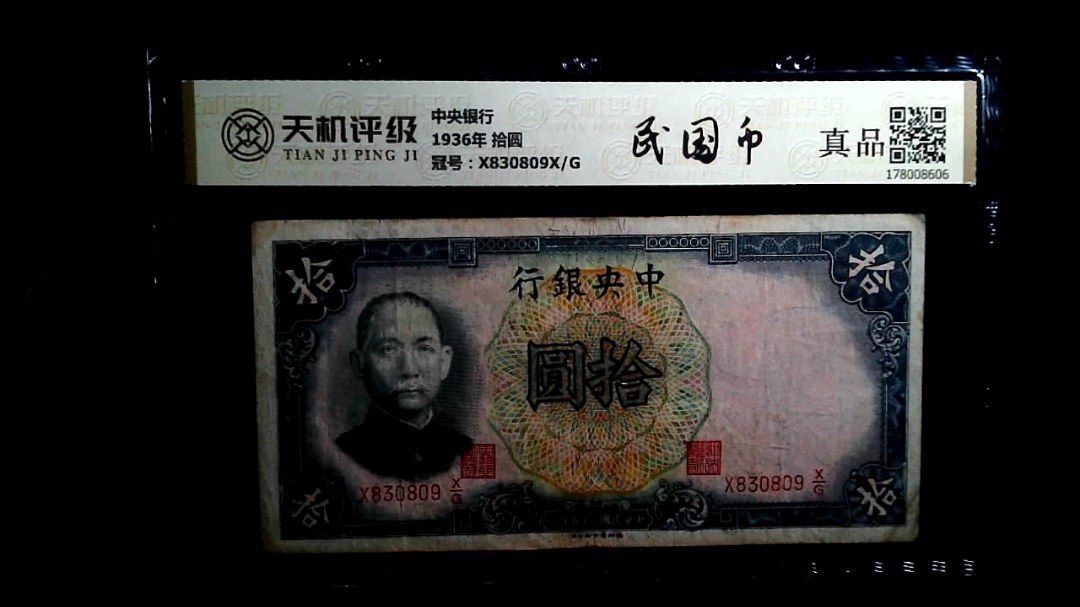 天机评级
TIAN JI PING JI
中央银行
1936年 拾圆
冠号：X830809X/G
民国币
真品
178008606
拾
拾
行銀央中
圓拾
X830809 X/G
X830809 X/G
拾
拾